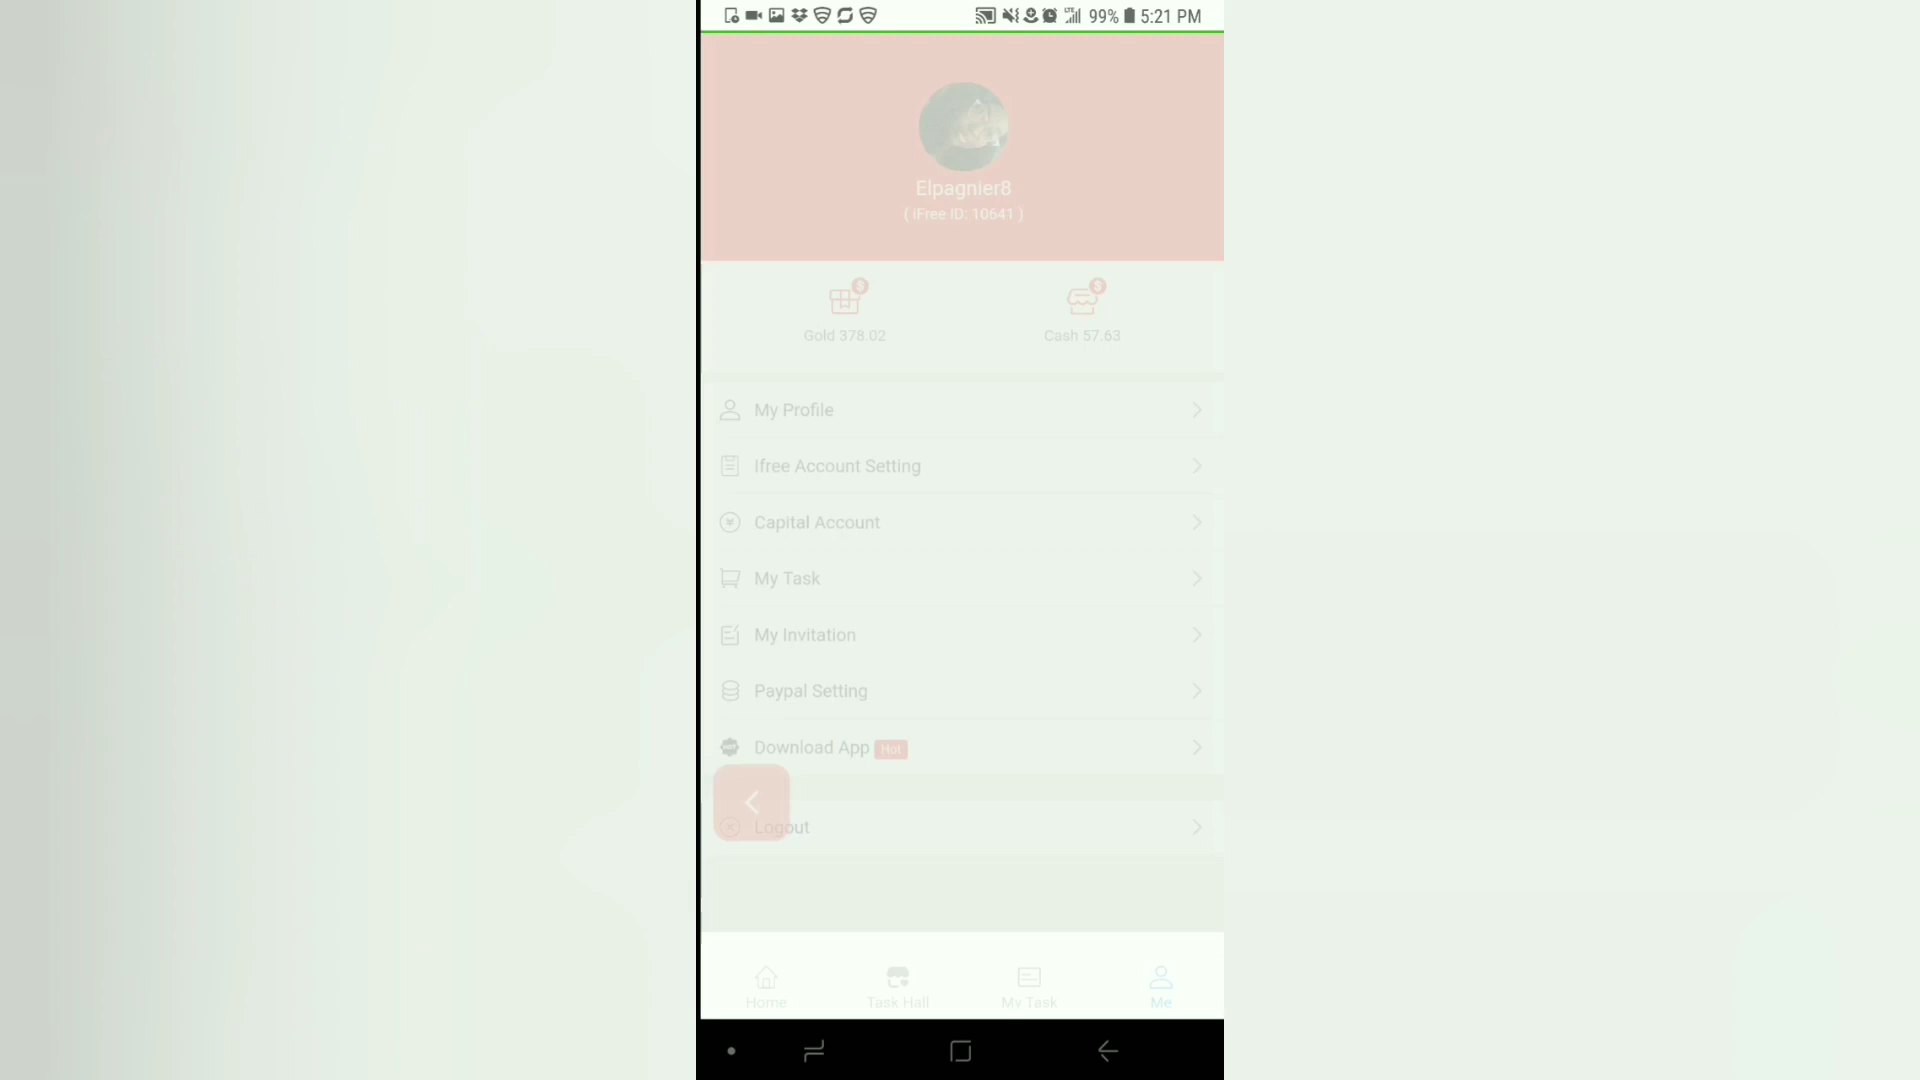 99% 5:21 PM
Elpagnier8
( iFree ID: 10641 )
Gold 378.02
Cash 57.63
My Profile
Ifree Account Setting
Capital Account
My Task
My Invitation
Paypal Setting
Download App Hot
Logout
Home
Task Hall
My Task
Me